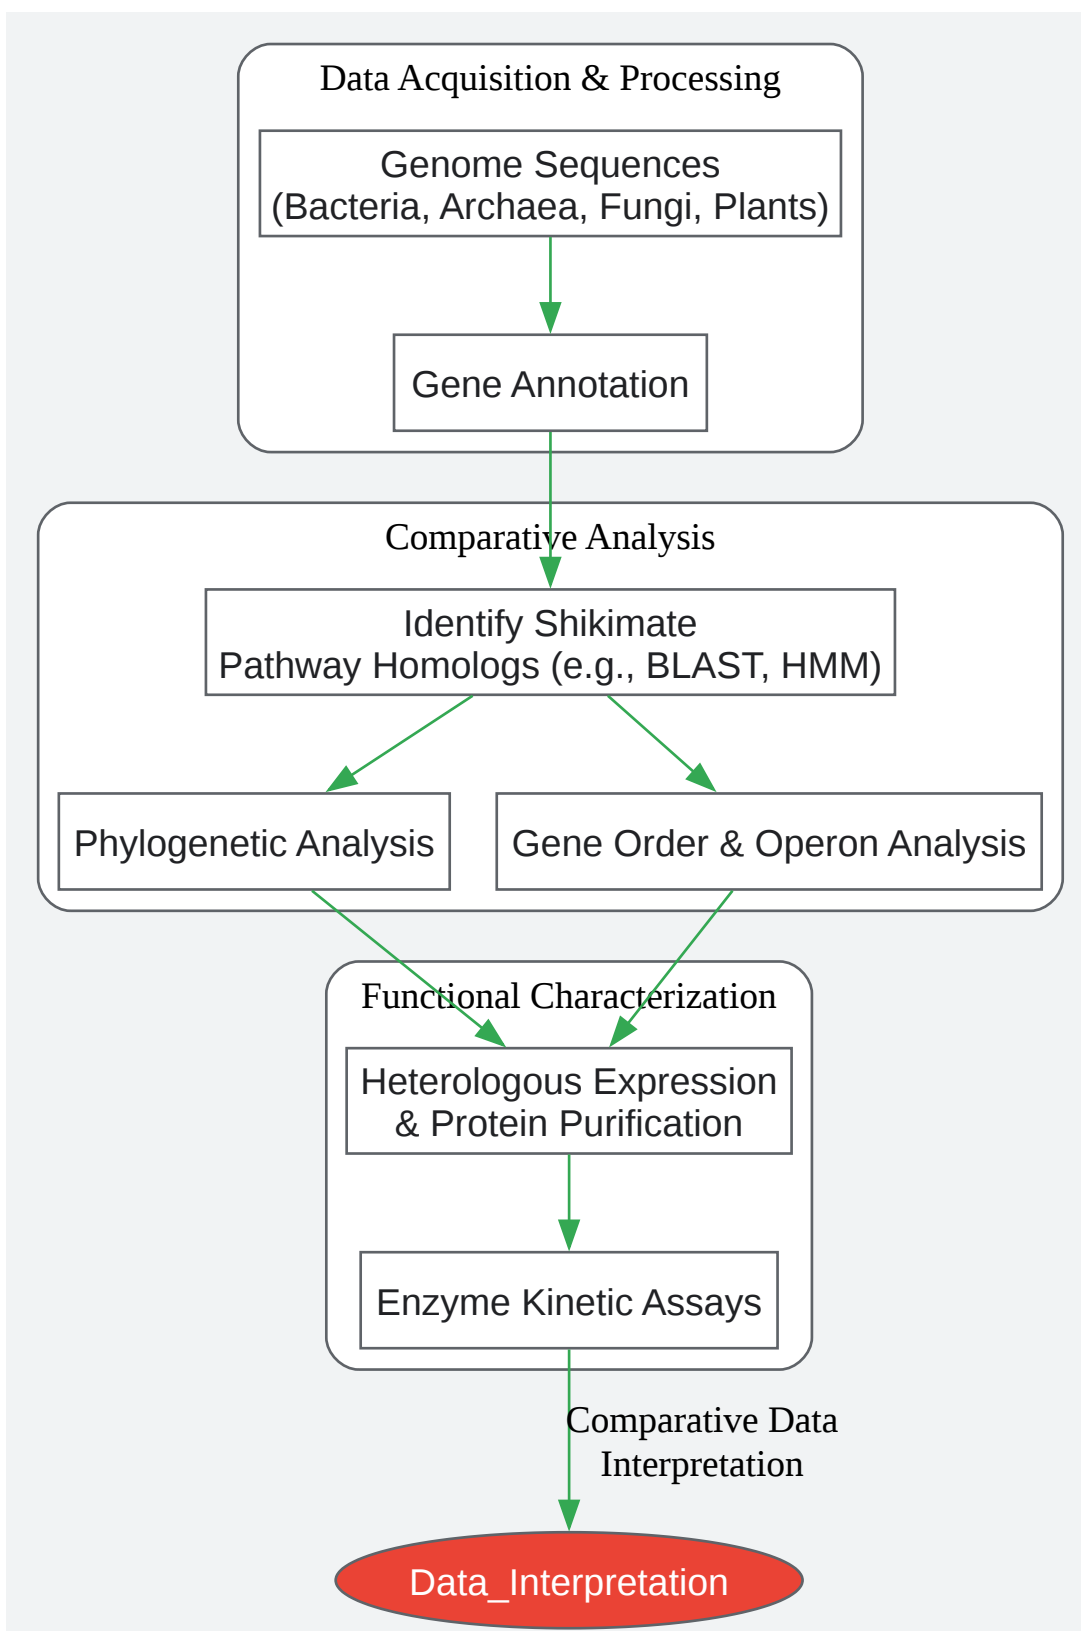 Data Acquisition & Processing
Genome Sequences
(Bacteria, Archaea, Fungi, Plants)
Gene Annotation
Comparative Analysis
Identify Shikimate
Pathway Homologs (e.g., BLAST, HMM)
Phylogenetic Analysis
Gene Order & Operon Analysis
Functional Characterization
Heterologous Expression
& Protein Purification
Enzyme Kinetic Assays
Comparative Data
Interpretation
Data_Interpretation